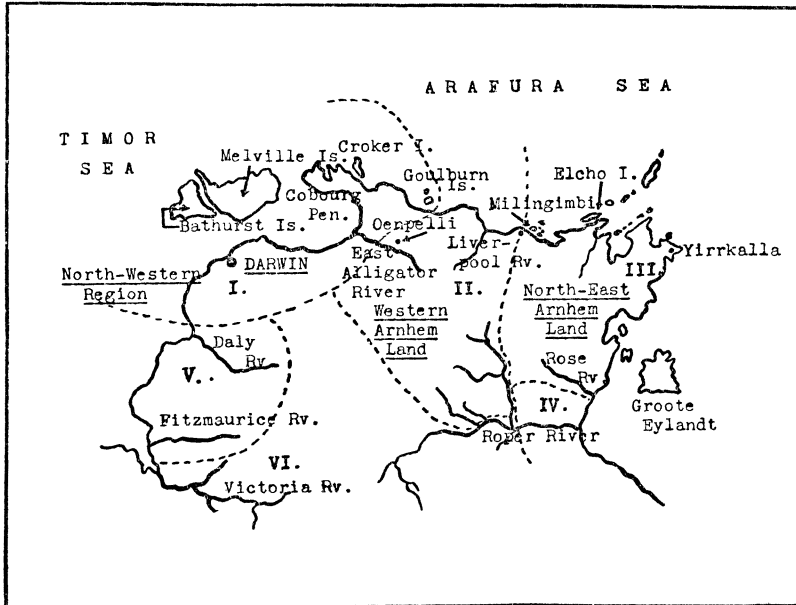 ARAFURA SEA
TIMOR
SEA
Melville Is.
Croker I.
Goulburn
Is.
Elcho I.
Cobourg
Pen.
Milingimbi
Bathurst Is.
Oenpelli
Liver-
pool Rv.
Yirrkalla
North-Western
Region
DARWIN
I.
East
Alligator
River
II.
III.
Western
Arnhem
Land
North-East
Arnhem
Land
Daly
Rv
V.
Rose
Rv
IV.
Groote
Eylandt
Fitzmaurice Rv.
Roper River
VI.
Victoria Rv.